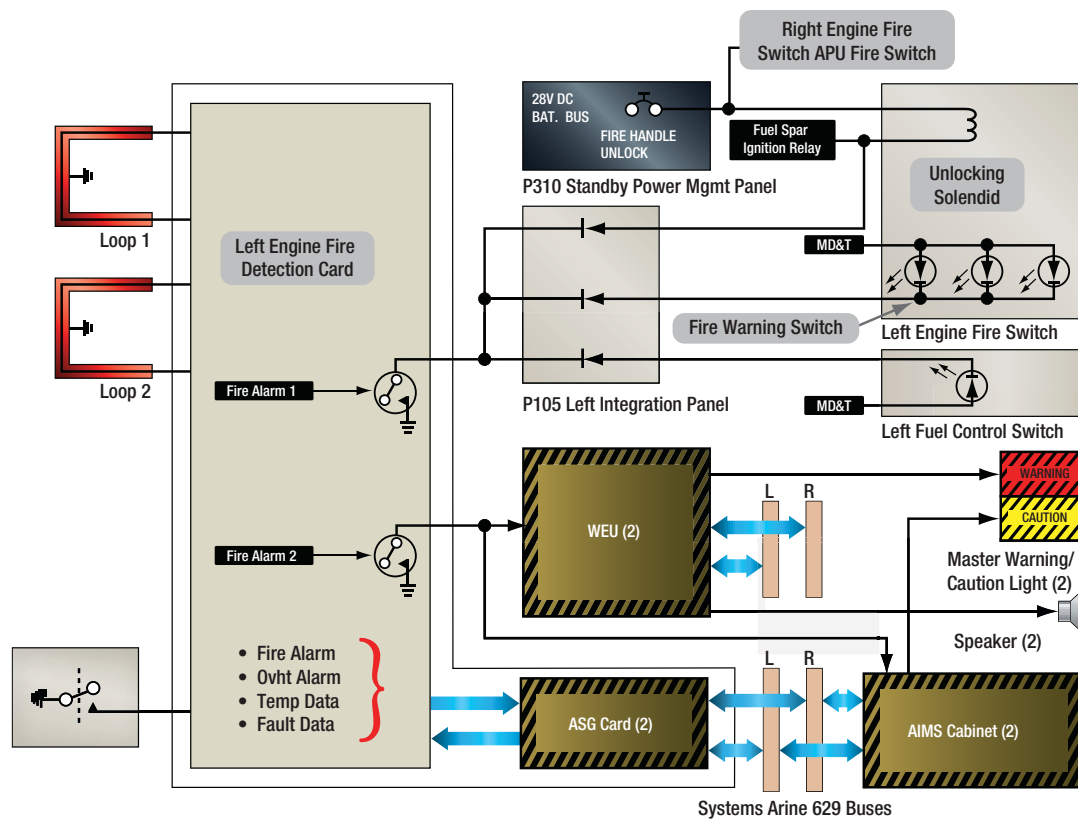 Right Engine Fire
Switch APU Fire Switch
28V DC
BAT. BUS
FIRE HANDLE
UNLOCK
Fuel Spar
Ignition Relay
P310 Standby Power Mgmt Panel
Unlocking
Solendid
Loop 1
Left Engine Fire
Detection Card
MD&T
Fire Warning Switch
Left Engine Fire Switch
Loop 2
Fire Alarm 1
P105 Left Integration Panel
MD&T
Left Fuel Control Switch
WEU (2)
L
R
WARNING
CAUTION
Master Warning/
Caution Light (2)
Fire Alarm 2
Speaker (2)
• Fire Alarm
• Ovht Alarm
• Temp Data
• Fault Data
ASG Card (2)
L
R
AIMS Cabinet (2)
Systems Arine 629 Buses